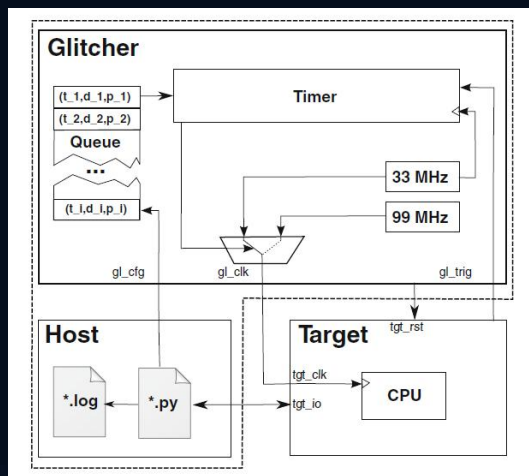 Glitcher
(t_1,d_1,p_1)
(t_2,d_2,p_2)
Queue
...
(t_i,d_i,p_i)
Timer
33 MHz
99 MHz
gl_cfg
gl_clk
gl_trig
Host
*.log
*.py
Target
tgt_rst
tgt_clk
tgt_io
CPU